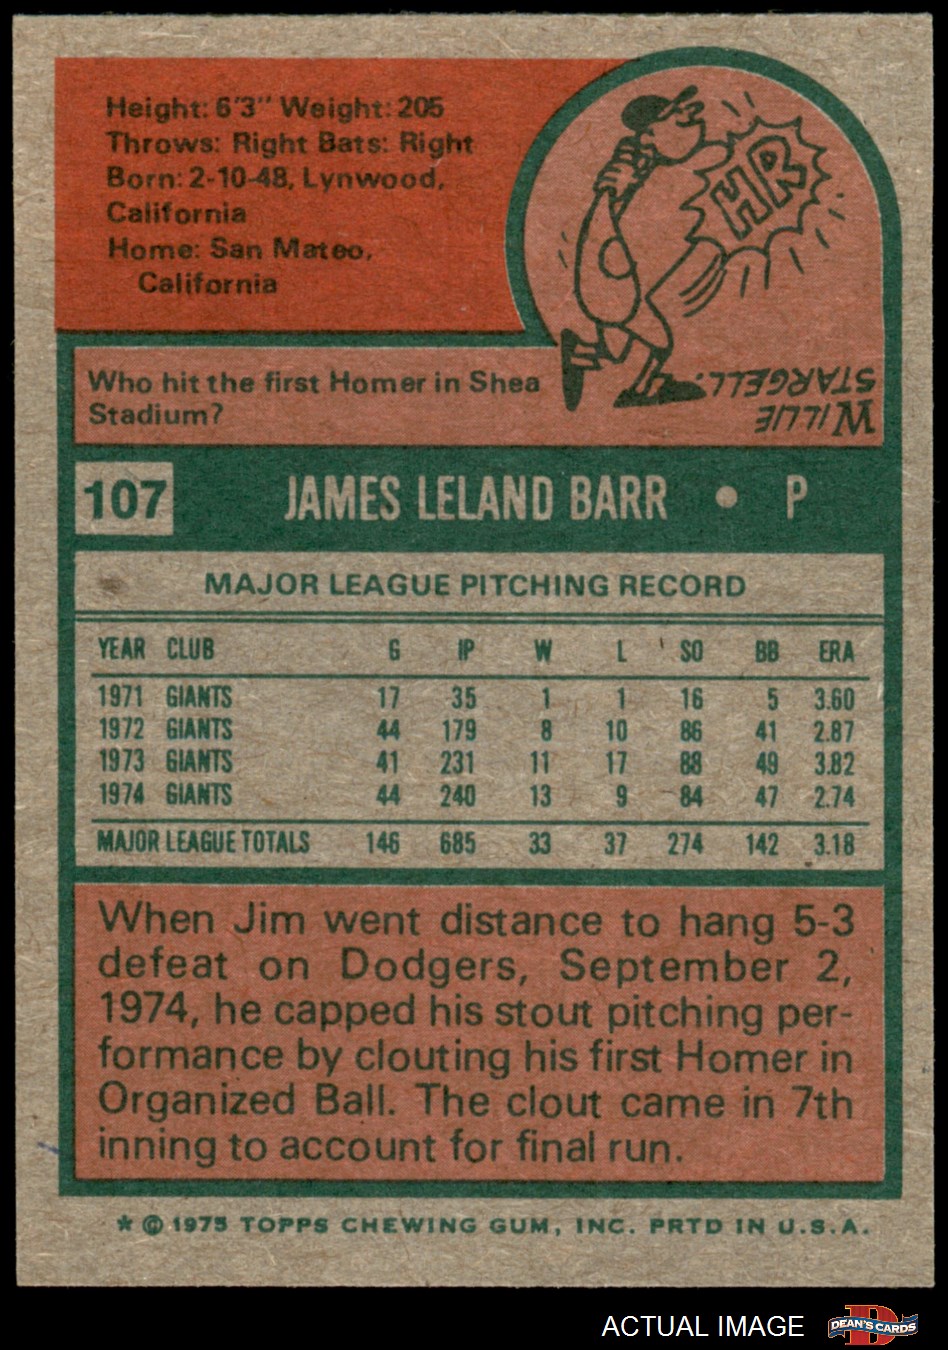 Height: 6'3" Weight: 205
Throws: Right Bats: Right
Born: 2-10-48, Lynwood,
California
Home: San Mateo,
California
HR
Who hit the first Homer in Shea
Stadium?
WILLIE
STARGELL.
107 JAMES LELAND BARR • P
MAJOR LEAGUE PITCHING RECORD
YEAR CLUB G IP W L SO BB ERA
1971 GIANTS 17 35 1 1 16 5 3.60
1972 GIANTS 44 179 8 10 86 41 2.87
1973 GIANTS 41 231 11 17 88 49 3.82
1974 GIANTS 44 240 13 9 84 47 2.74
MAJOR LEAGUE TOTALS 146 685 33 37 274 142 3.18
When Jim went distance to hang 5-3
defeat on Dodgers, September 2,
1974, he capped his stout pitching per-
formance by clouting his first Homer in
Organized Ball. The clout came in 7th
inning to account for final run.
* © 1975 TOPPS CHEWING GUM, INC. PRTD IN U.S.A.
ACTUAL IMAGE
D
DEAN'S CARDS